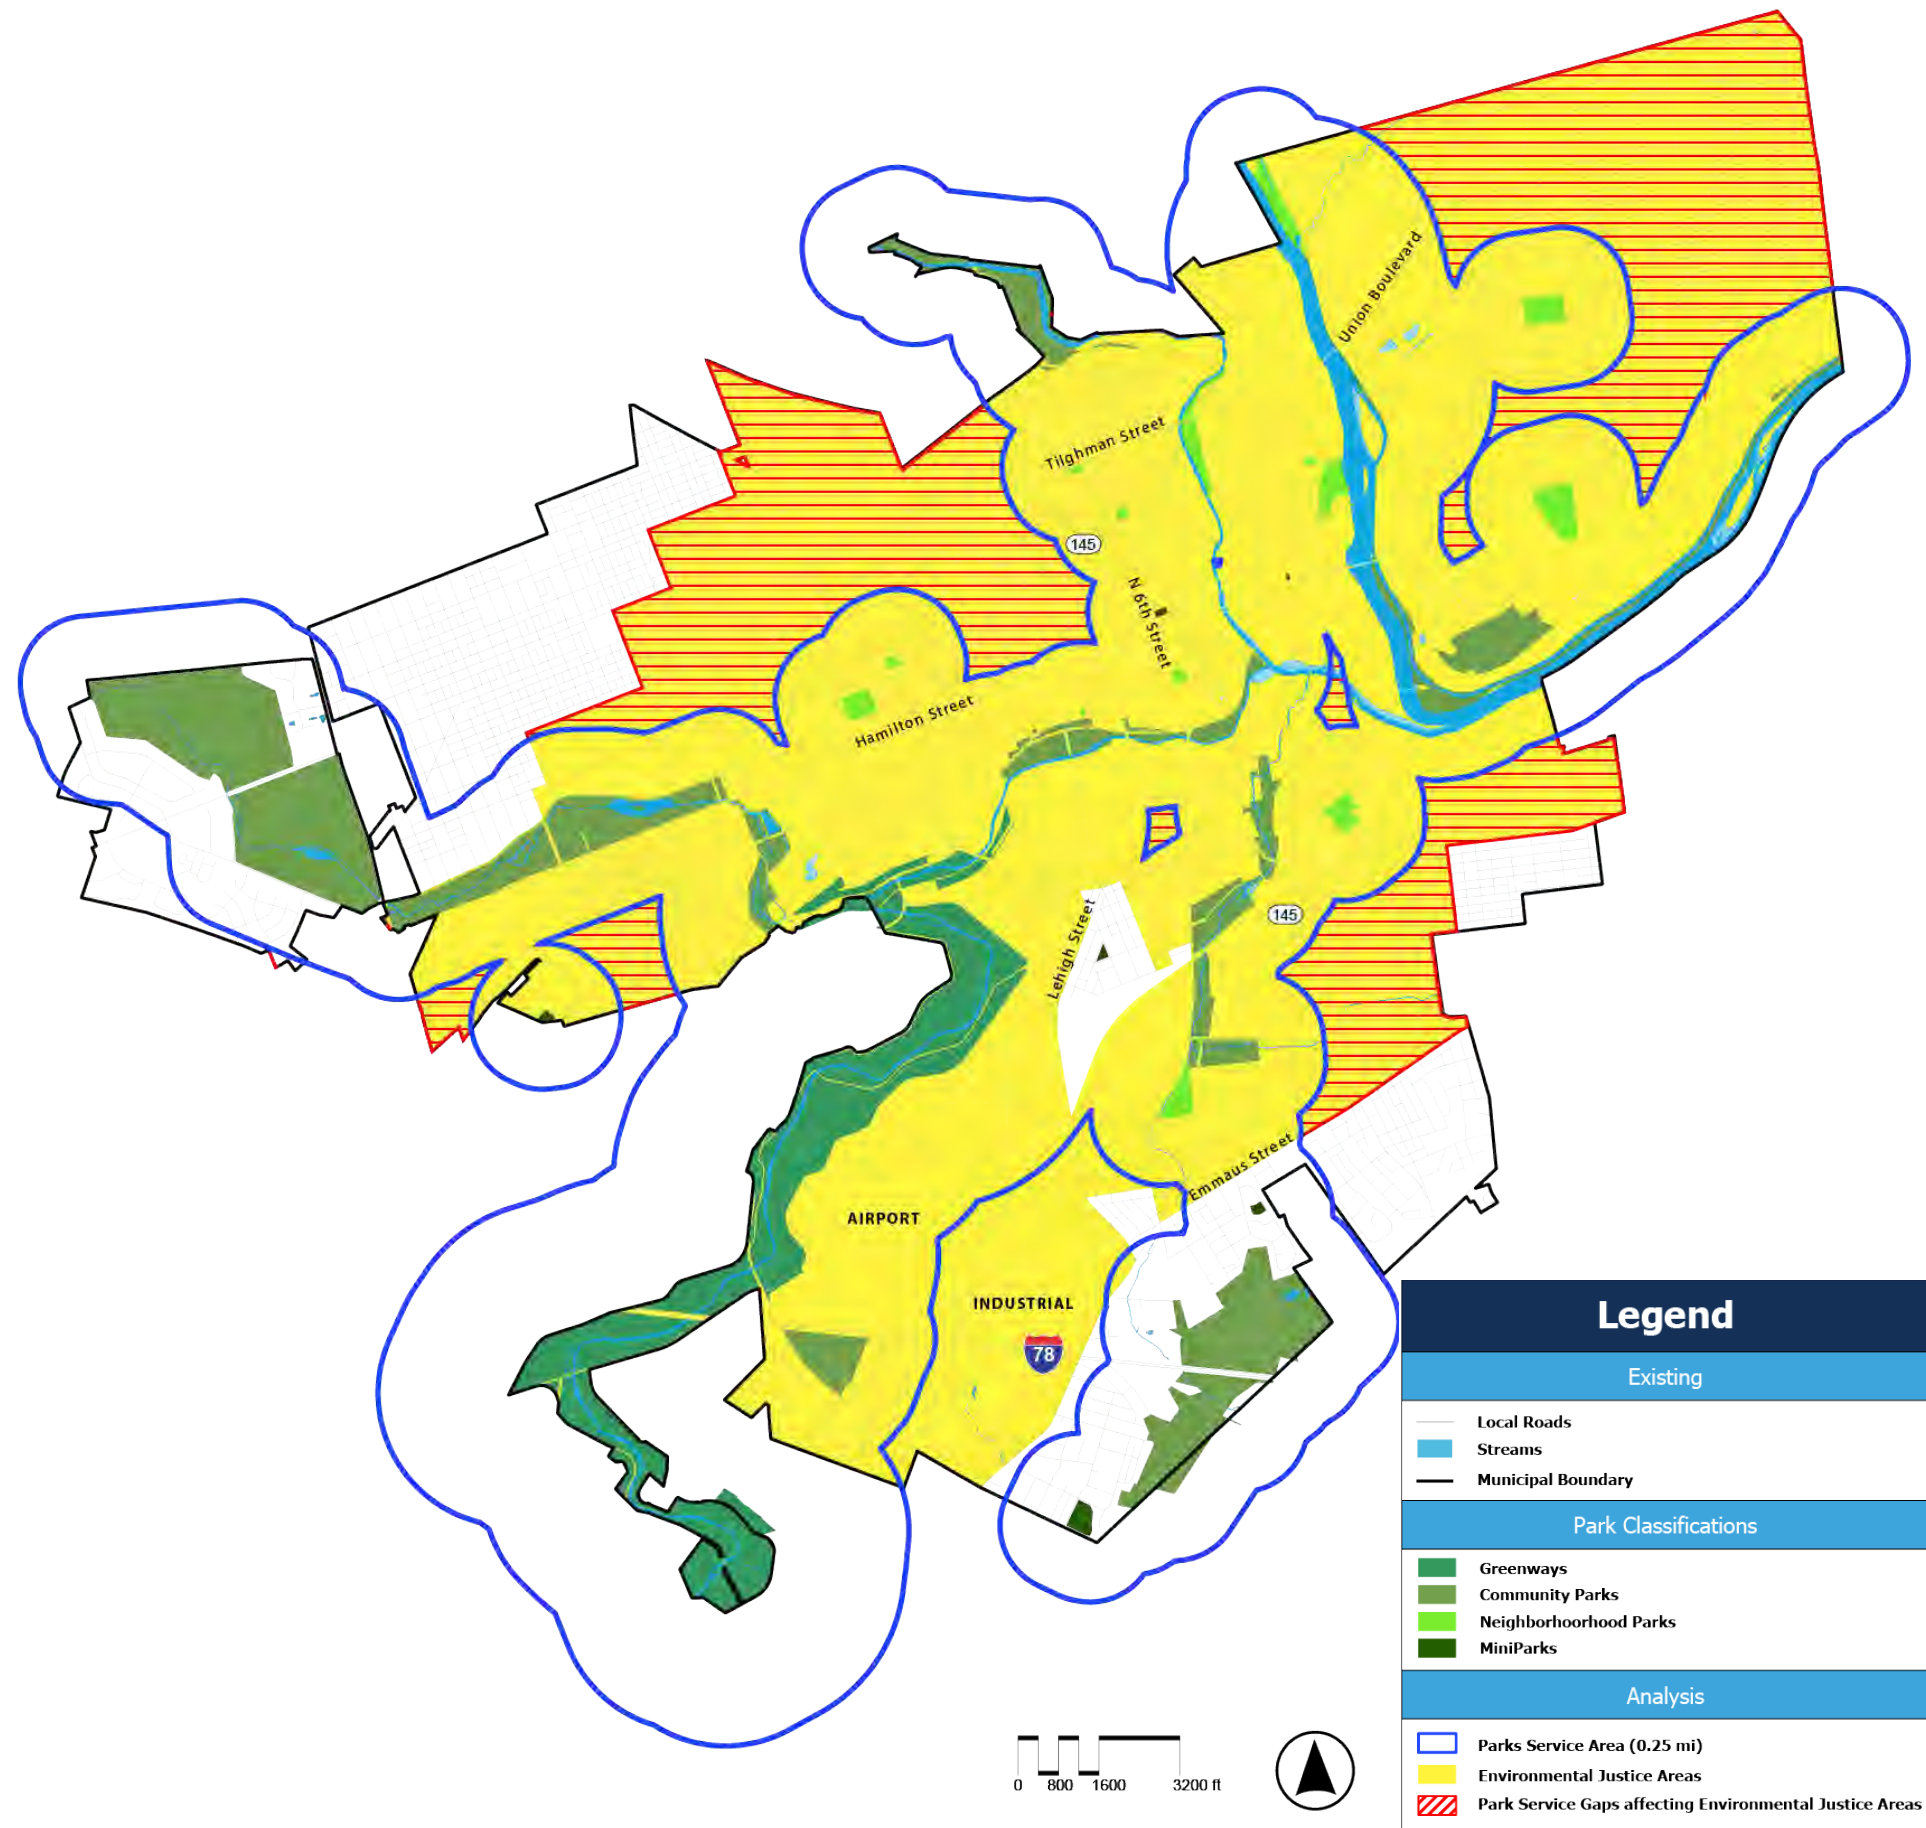 Union Boulevard
Tilghman Street
145
N 6th Street
Hamilton Street
Lehigh Street
145
Emmaus Street
AIRPORT
INDUSTRIAL
78
Legend
Existing
Local Roads
Streams
Municipal Boundary
Park Classifications
Greenways
Community Parks
Neighborhoorhood Parks
MiniParks
Analysis
Parks Service Area (0.25 mi)
Environmental Justice Areas
Park Service Gaps affecting Environmental Justice Areas
0 800 1600 3200 ft